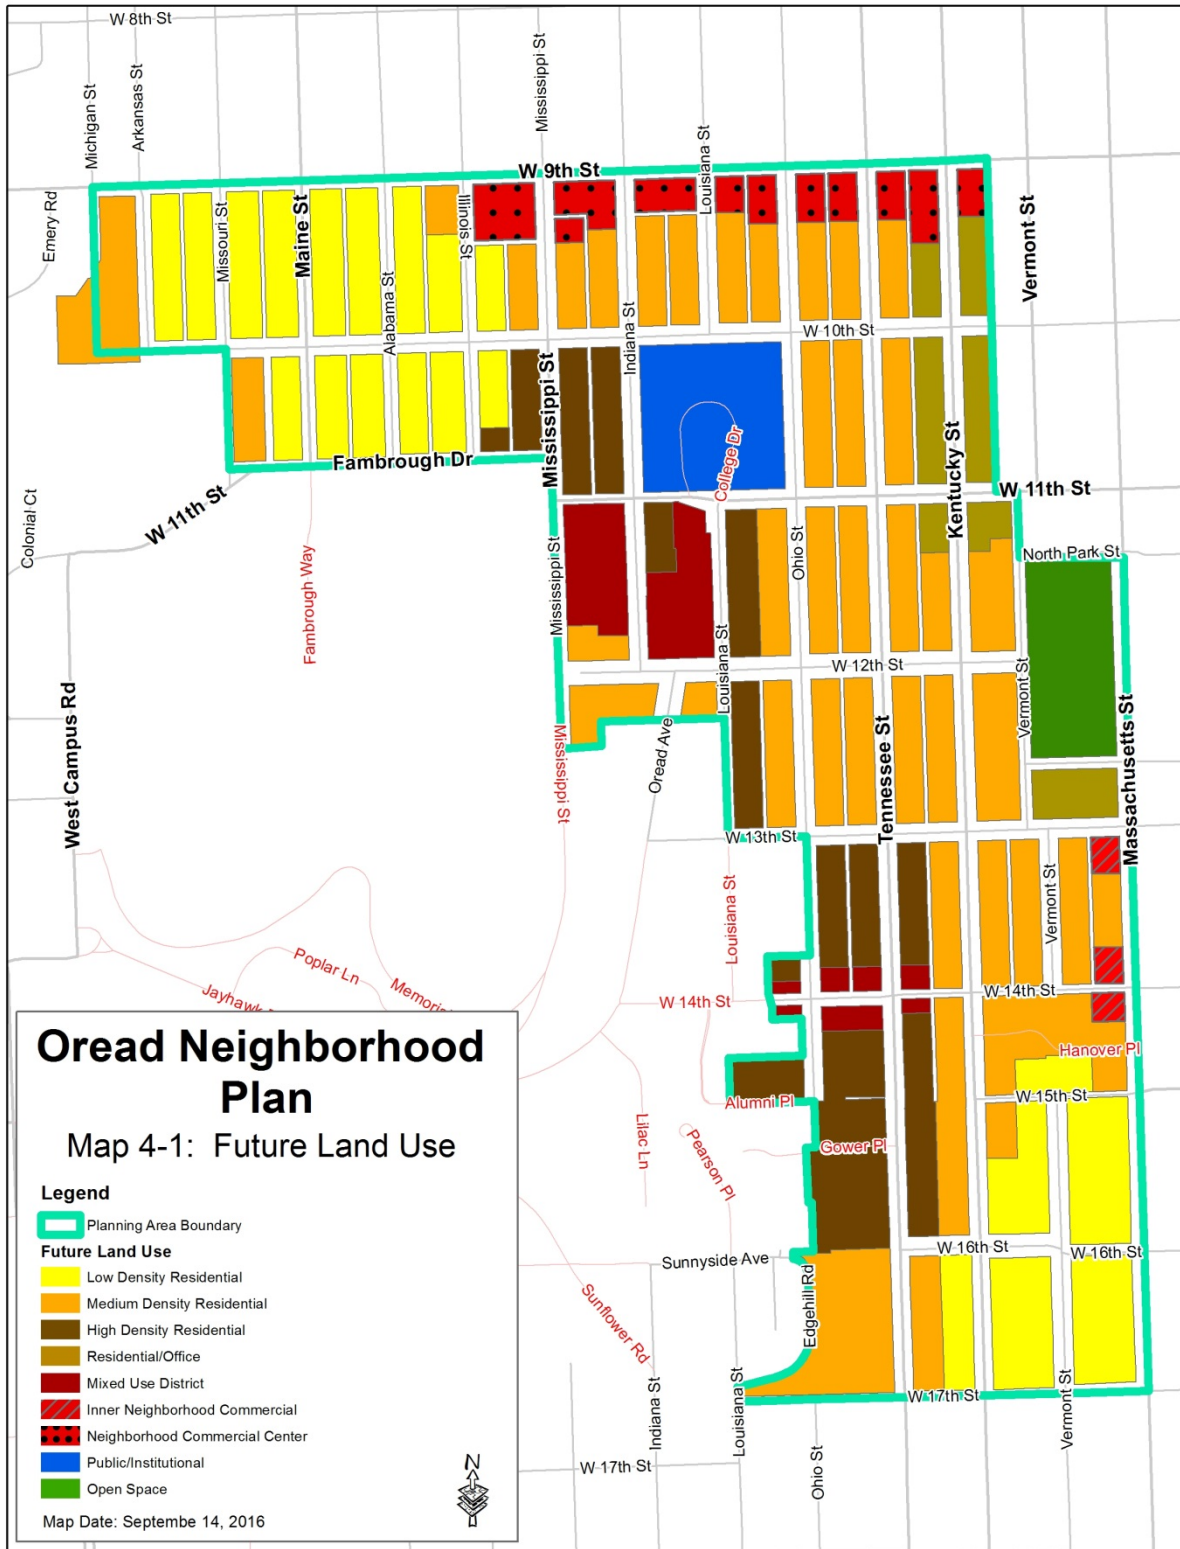 W 8th St
Michigan St
Arkansas St
Mississippi St
Louisiana St
W 9th St
Emery Rd
Missouri St
Maine St
Alabama St
Illinois St
Indiana St
Vermont St
W 10th St
Mississippi St
College Dr
Kentucky St
Fambrough Dr
W 11th St
W 11th St
Colonial Ct
Fambrough Way
Mississippi St
Ohio St
North Park St
Louisiana St
W 12th St
Vermont St
West Campus Rd
Mississippi St
Oread Ave
Tennessee St
Massachusetts St
W 13th St
Louisiana St
Vermont St
Poplar Ln
Jayhawk
Memoria
W 14th St
W 14th St
Hanover Pl
W 15th St
Alumni Pl
Lilac Ln
Pearson Pl
Gower Pl
Sunnyside Ave
W 16th St
W 16th St
Edgehill Rd
Sunflower Rd
Indiana St
Louisiana St
W 17th St
Vermont St
W 17th St
Ohio St
Oread Neighborhood
Plan
Map 4-1: Future Land Use
Legend
Planning Area Boundary
Future Land Use
Low Density Residential
Medium Density Residential
High Density Residential
Residential/Office
Mixed Use District
Inner Neighborhood Commercial
Neighborhood Commercial Center
Public/Institutional
Open Space
Map Date: Septembe 14, 2016
N